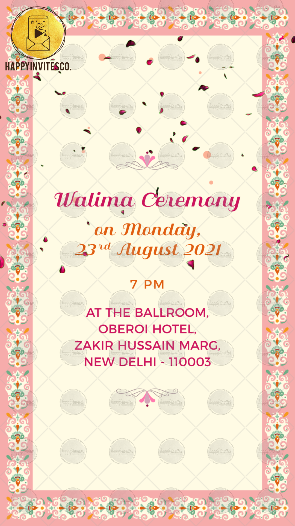 HAPPYINVITES.CO.
Walima Ceremony
on Monday,
23rd August 2021
7 PM
AT THE BALLROOM,
OBEROI HOTEL,
ZAKIR HUSSAIN MARG,
NEW DELHI - 110003